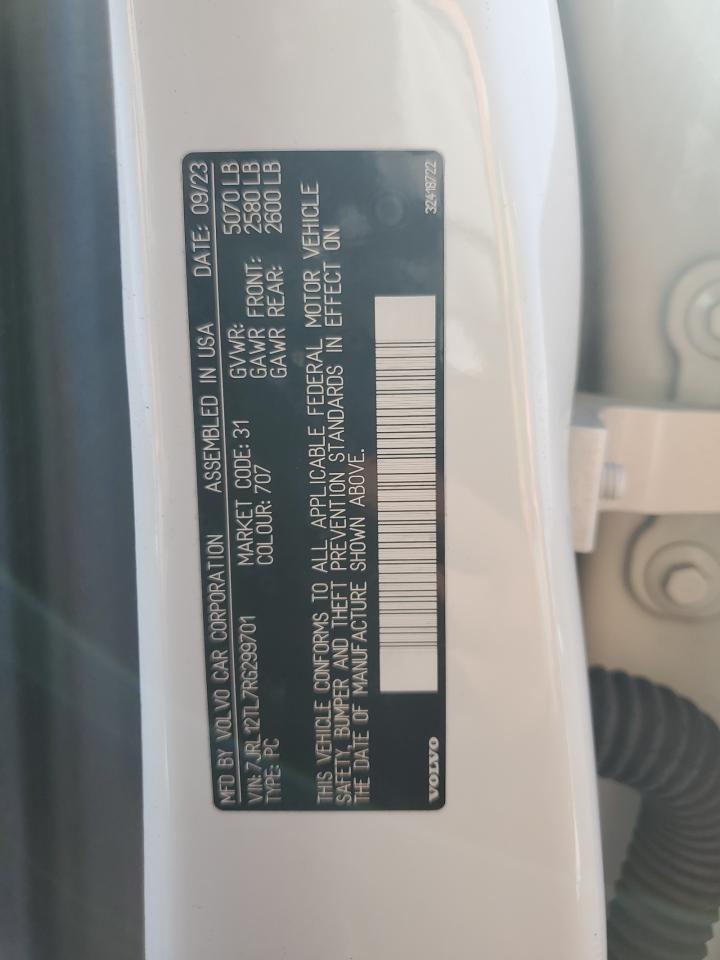 MFD BY VOLVO CAR CORPORATION ASSEMBLED IN USA DATE: 09/23
VIN: 7JRL12TL7RG299701 MARKET CODE: 31 GVWR: 5070 LB
TYPE: PC COLOUR: 707 GAWR FRONT: 2580 LB
GAWR REAR: 2600 LB
THIS VEHICLE CONFORMS TO ALL APPLICABLE FEDERAL MOTOR VEHICLE
SAFETY, BUMPER AND THEFT PREVENTION STANDARDS IN EFFECT ON
THE DATE OF MANUFACTURE SHOWN ABOVE.
VOLVO 32418722